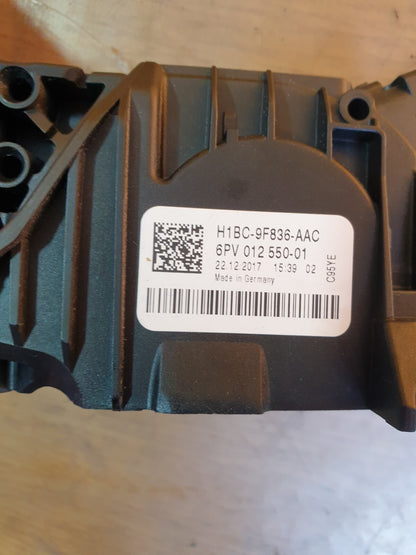 H1BC-9F836-AAC
6PV 012 550-01
22.12.2017 15:39 02
Made in Germany
C95YE